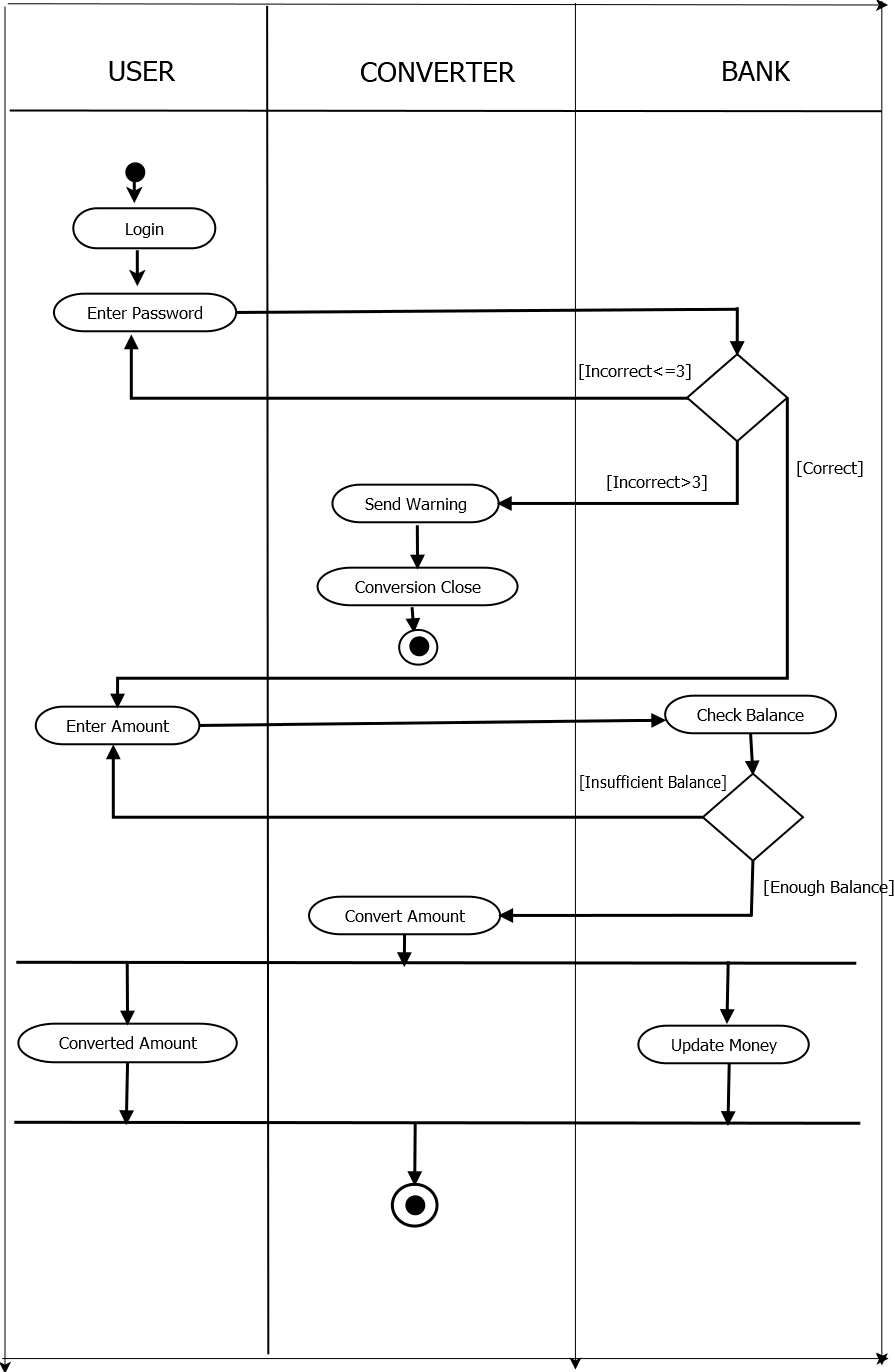 USER
CONVERTER
BANK
Login
Enter Password
[Incorrect<=3]
[Correct]
[Incorrect>3]
Send Warning
Conversion Close
Enter Amount
Check Balance
[Insufficient Balance]
[Enough Balance]
Convert Amount
Converted Amount
Update Money